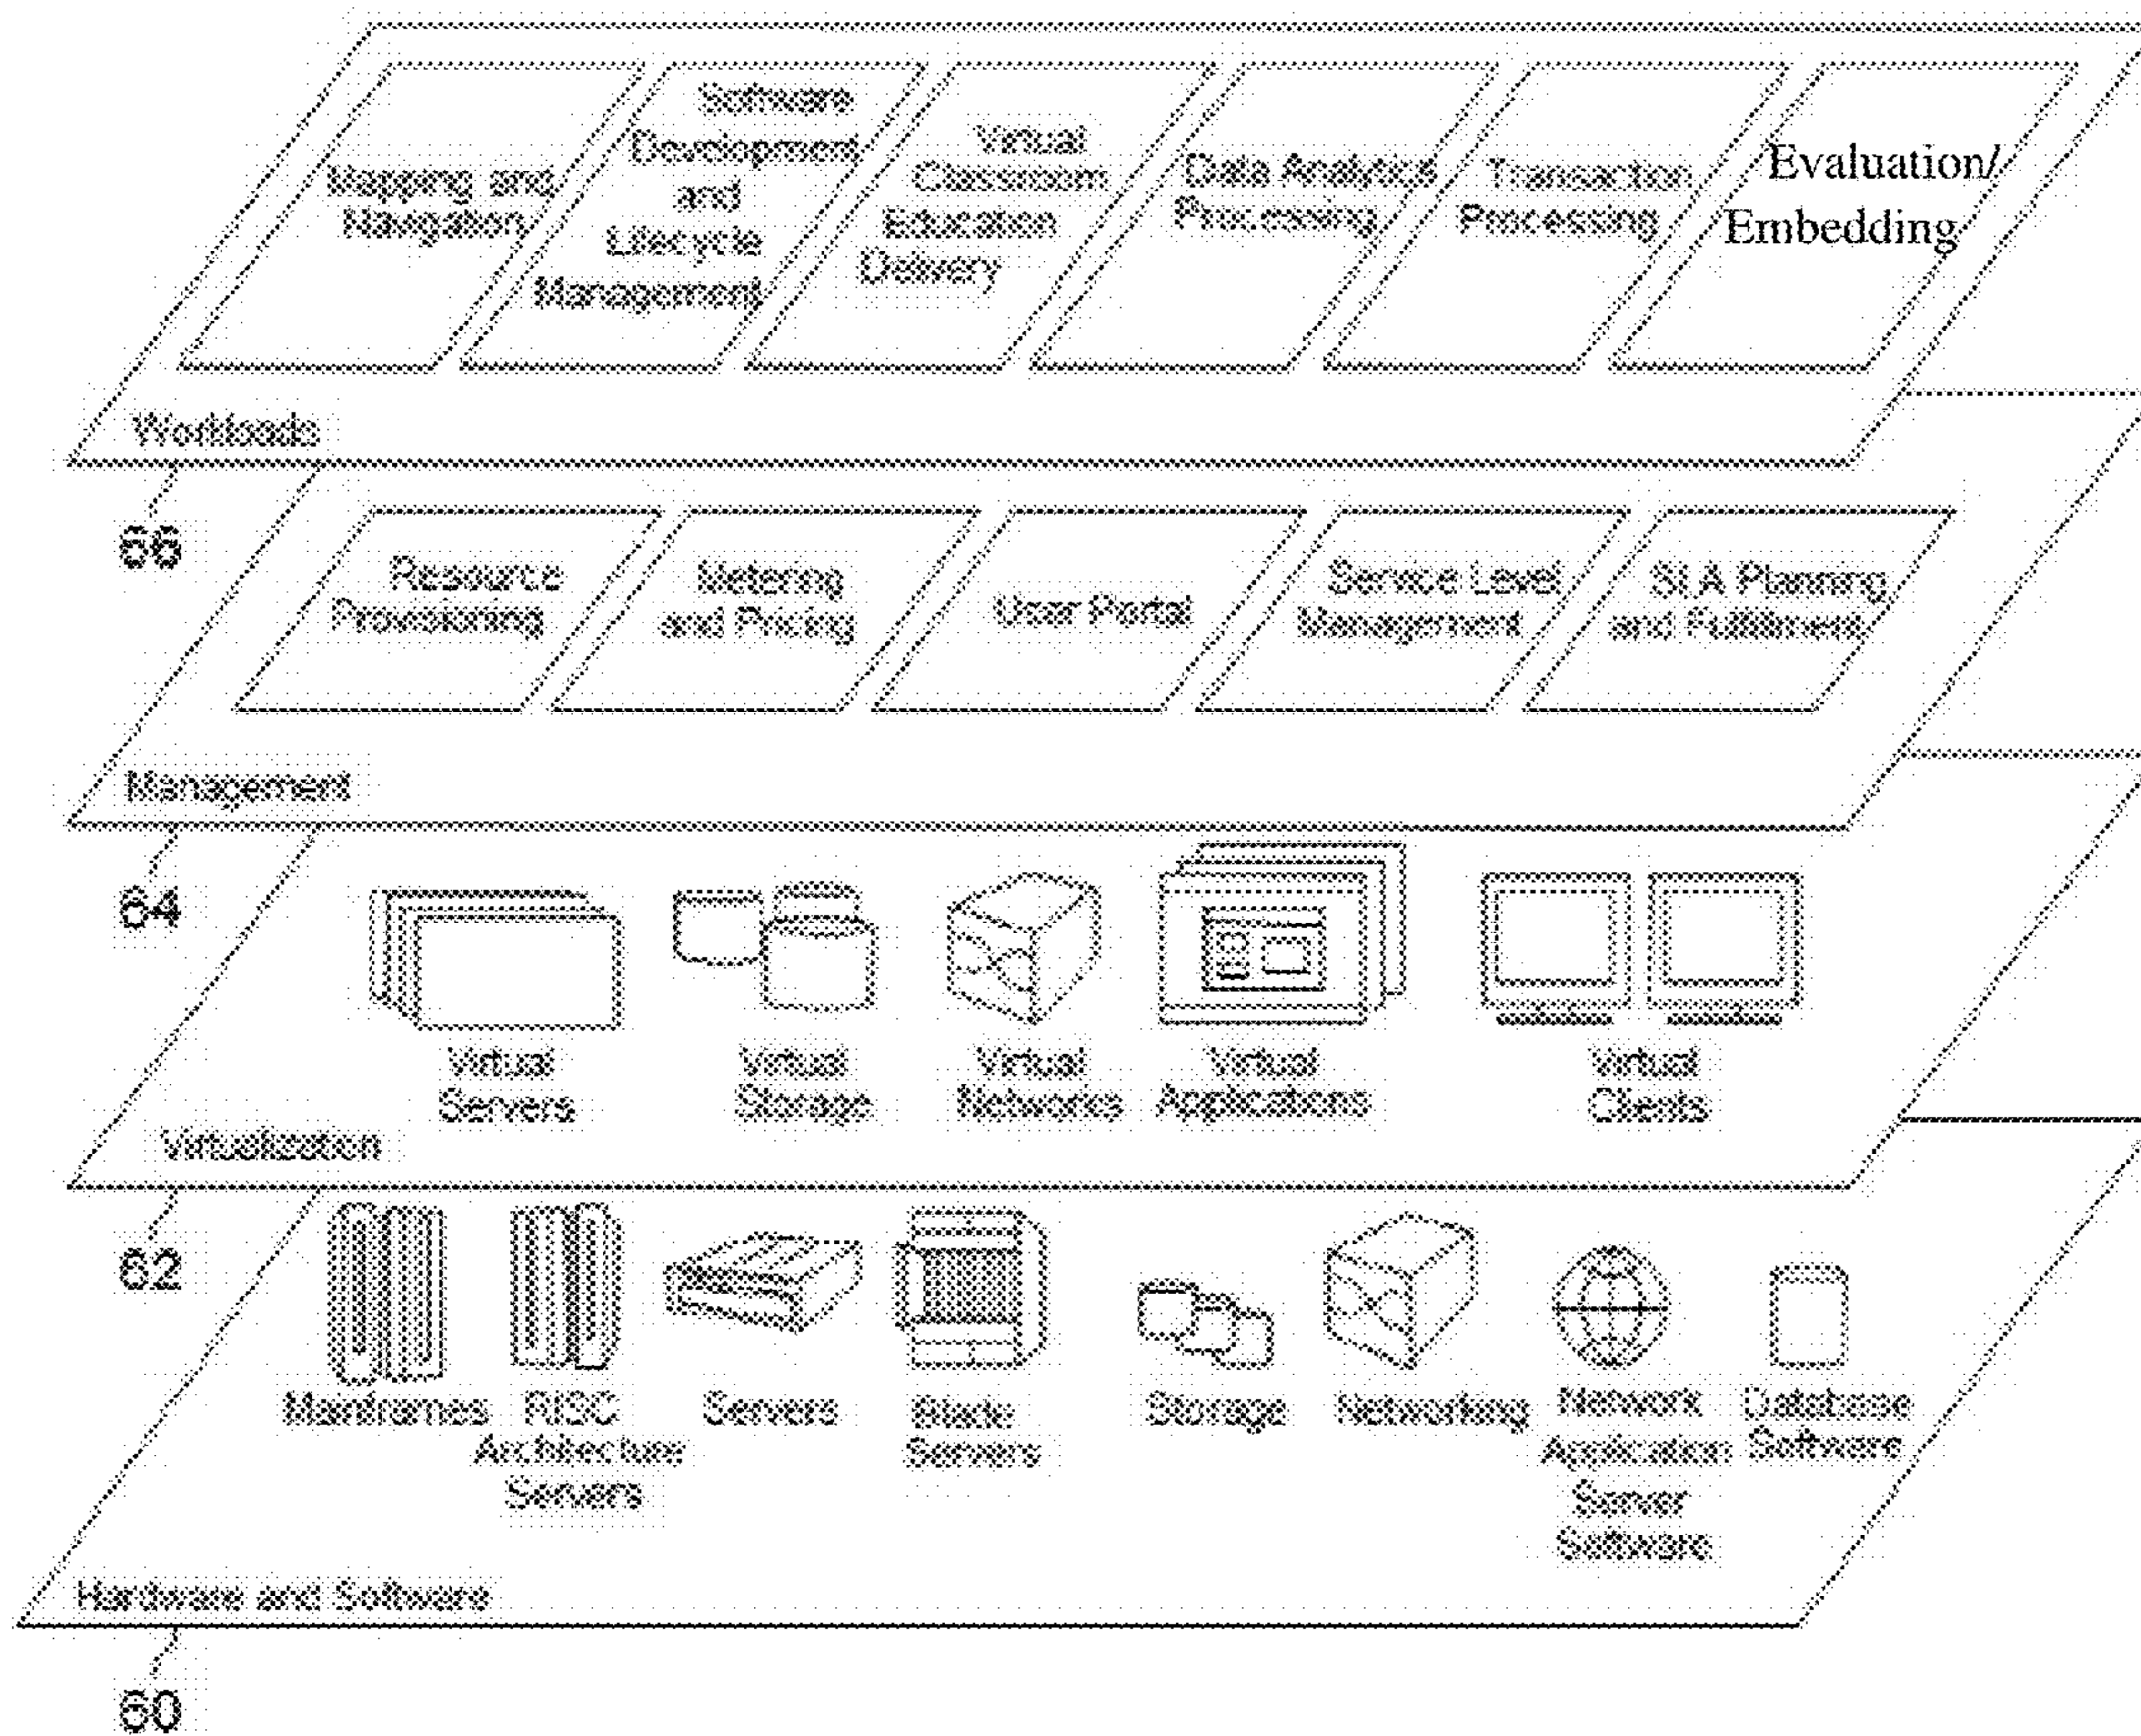 Mapping and
Navigation
Software
Development
and
Lifecycle
Management
Virtual
Classroom
Education
Delivery
Data Analytics
Processing
Transaction
Processing
Evaluation/
Embedding
Workloads
66
Resource
Provisioning
Metering
and Pricing
User Portal
Service Level
Management
SLA Planning
and Fulfillment
Management
64
Virtual
Servers
Virtual
Storage
Virtual
Networks
Virtual
Applications
Virtual
Clients
Virtualization
62
Mainframes
RISC
Architecture
Servers
Servers
Blade
Servers
Storage
Networking
Network
Application
Server
Software
Database
Software
Hardware and Software
60